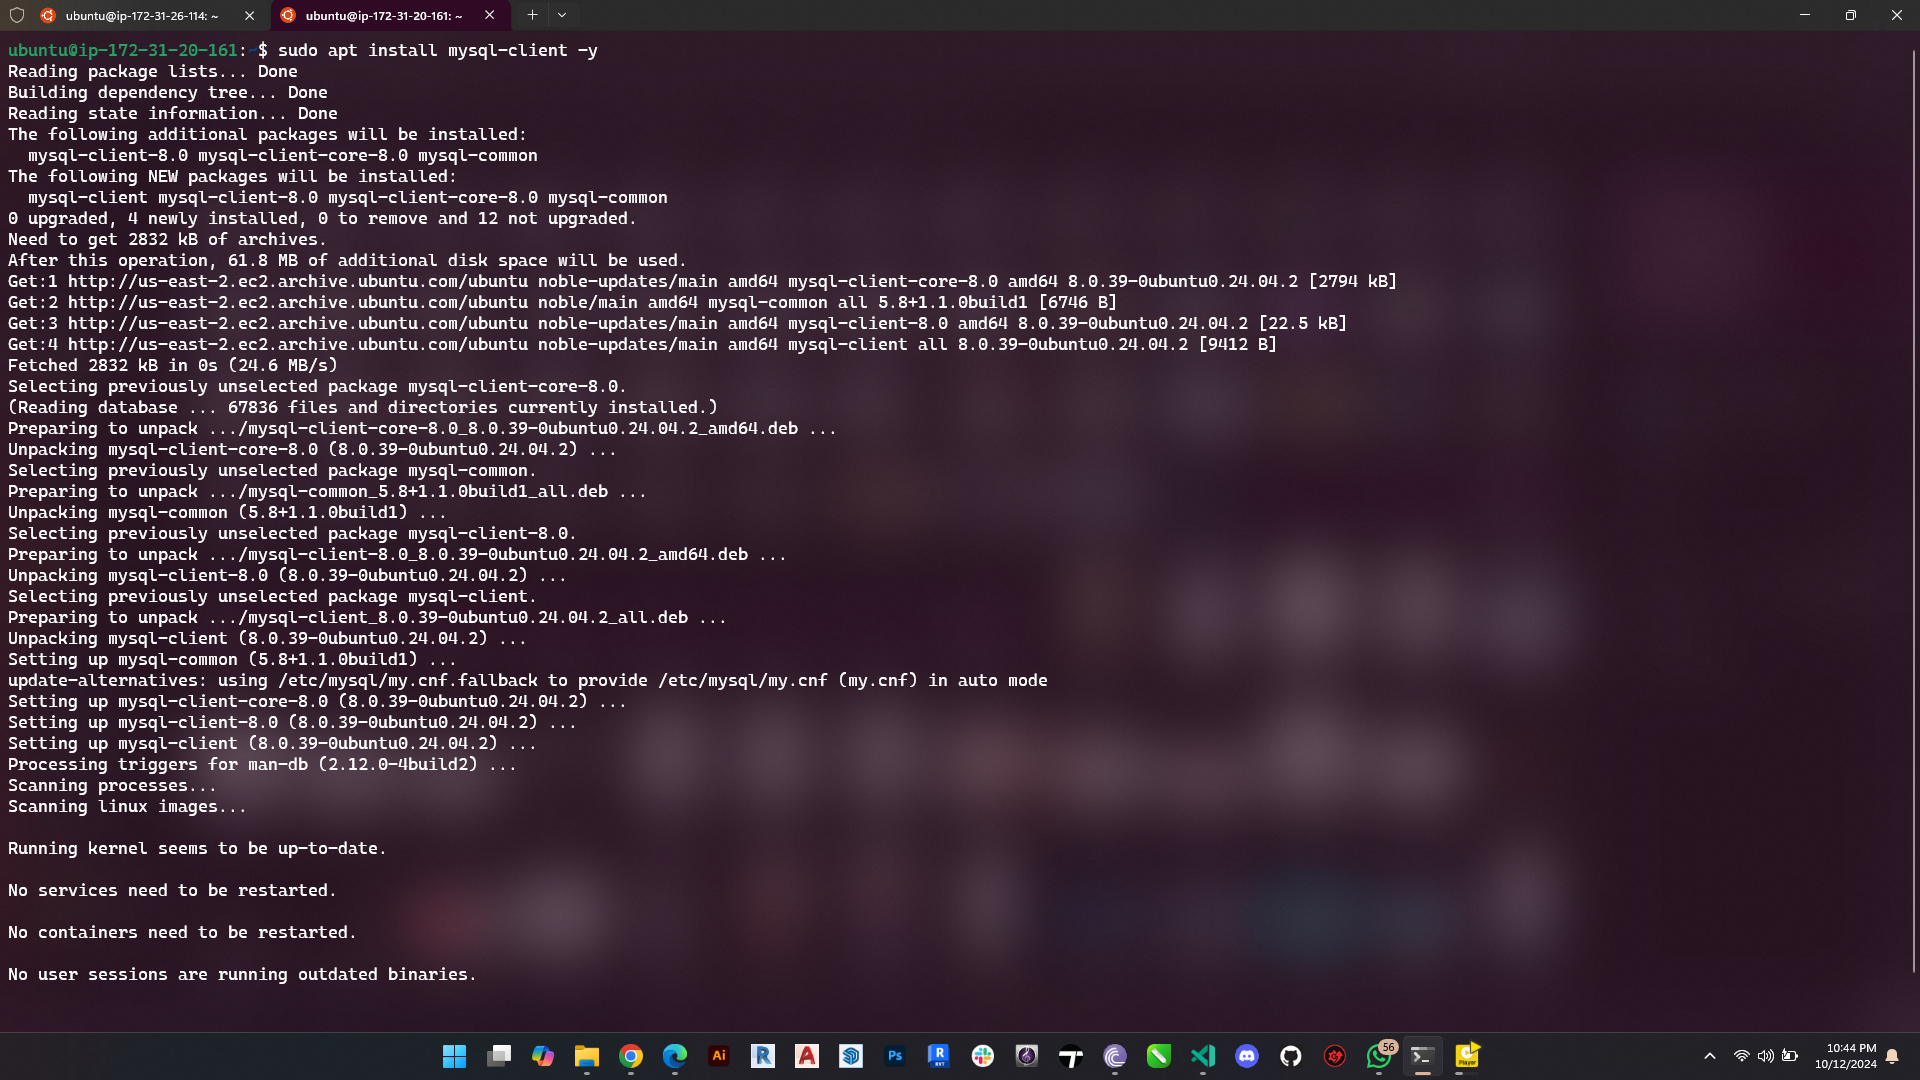 ubuntu@ip-172-31-26-114: ~
ubuntu@ip-172-31-20-161: ~
ubuntu@ip-172-31-20-161:~$ sudo apt install mysql-client -y
Reading package lists... Done
Building dependency tree... Done
Reading state information... Done
The following additional packages will be installed:
  mysql-client-8.0 mysql-client-core-8.0 mysql-common
The following NEW packages will be installed:
  mysql-client mysql-client-8.0 mysql-client-core-8.0 mysql-common
0 upgraded, 4 newly installed, 0 to remove and 12 not upgraded.
Need to get 2832 kB of archives.
After this operation, 61.8 MB of additional disk space will be used.
Get:1 http://us-east-2.ec2.archive.ubuntu.com/ubuntu noble-updates/main amd64 mysql-client-core-8.0 amd64 8.0.39-0ubuntu0.24.04.2 [2794 kB]
Get:2 http://us-east-2.ec2.archive.ubuntu.com/ubuntu noble/main amd64 mysql-common all 5.8+1.1.0build1 [6746 B]
Get:3 http://us-east-2.ec2.archive.ubuntu.com/ubuntu noble-updates/main amd64 mysql-client-8.0 amd64 8.0.39-0ubuntu0.24.04.2 [22.5 kB]
Get:4 http://us-east-2.ec2.archive.ubuntu.com/ubuntu noble-updates/main amd64 mysql-client all 8.0.39-0ubuntu0.24.04.2 [9412 B]
Fetched 2832 kB in 0s (24.6 MB/s)
Selecting previously unselected package mysql-client-core-8.0.
(Reading database ... 67836 files and directories currently installed.)
Preparing to unpack .../mysql-client-core-8.0_8.0.39-0ubuntu0.24.04.2_amd64.deb ...
Unpacking mysql-client-core-8.0 (8.0.39-0ubuntu0.24.04.2) ...
Selecting previously unselected package mysql-common.
Preparing to unpack .../mysql-common_5.8+1.1.0build1_all.deb ...
Unpacking mysql-common (5.8+1.1.0build1) ...
Selecting previously unselected package mysql-client-8.0.
Preparing to unpack .../mysql-client-8.0_8.0.39-0ubuntu0.24.04.2_amd64.deb ...
Unpacking mysql-client-8.0 (8.0.39-0ubuntu0.24.04.2) ...
Selecting previously unselected package mysql-client.
Preparing to unpack .../mysql-client_8.0.39-0ubuntu0.24.04.2_all.deb ...
Unpacking mysql-client (8.0.39-0ubuntu0.24.04.2) ...
Setting up mysql-common (5.8+1.1.0build1) ...
update-alternatives: using /etc/mysql/my.cnf.fallback to provide /etc/mysql/my.cnf (my.cnf) in auto mode
Setting up mysql-client-core-8.0 (8.0.39-0ubuntu0.24.04.2) ...
Setting up mysql-client-8.0 (8.0.39-0ubuntu0.24.04.2) ...
Setting up mysql-client (8.0.39-0ubuntu0.24.04.2) ...
Processing triggers for man-db (2.12.0-4build2) ...
Scanning processes...
Scanning linux images...
Running kernel seems to be up-to-date.
No services need to be restarted.
No containers need to be restarted.
No user sessions are running outdated binaries.
Ai
R
A
Ps
R
RVT
56
Player
10:44 PM
10/12/2024